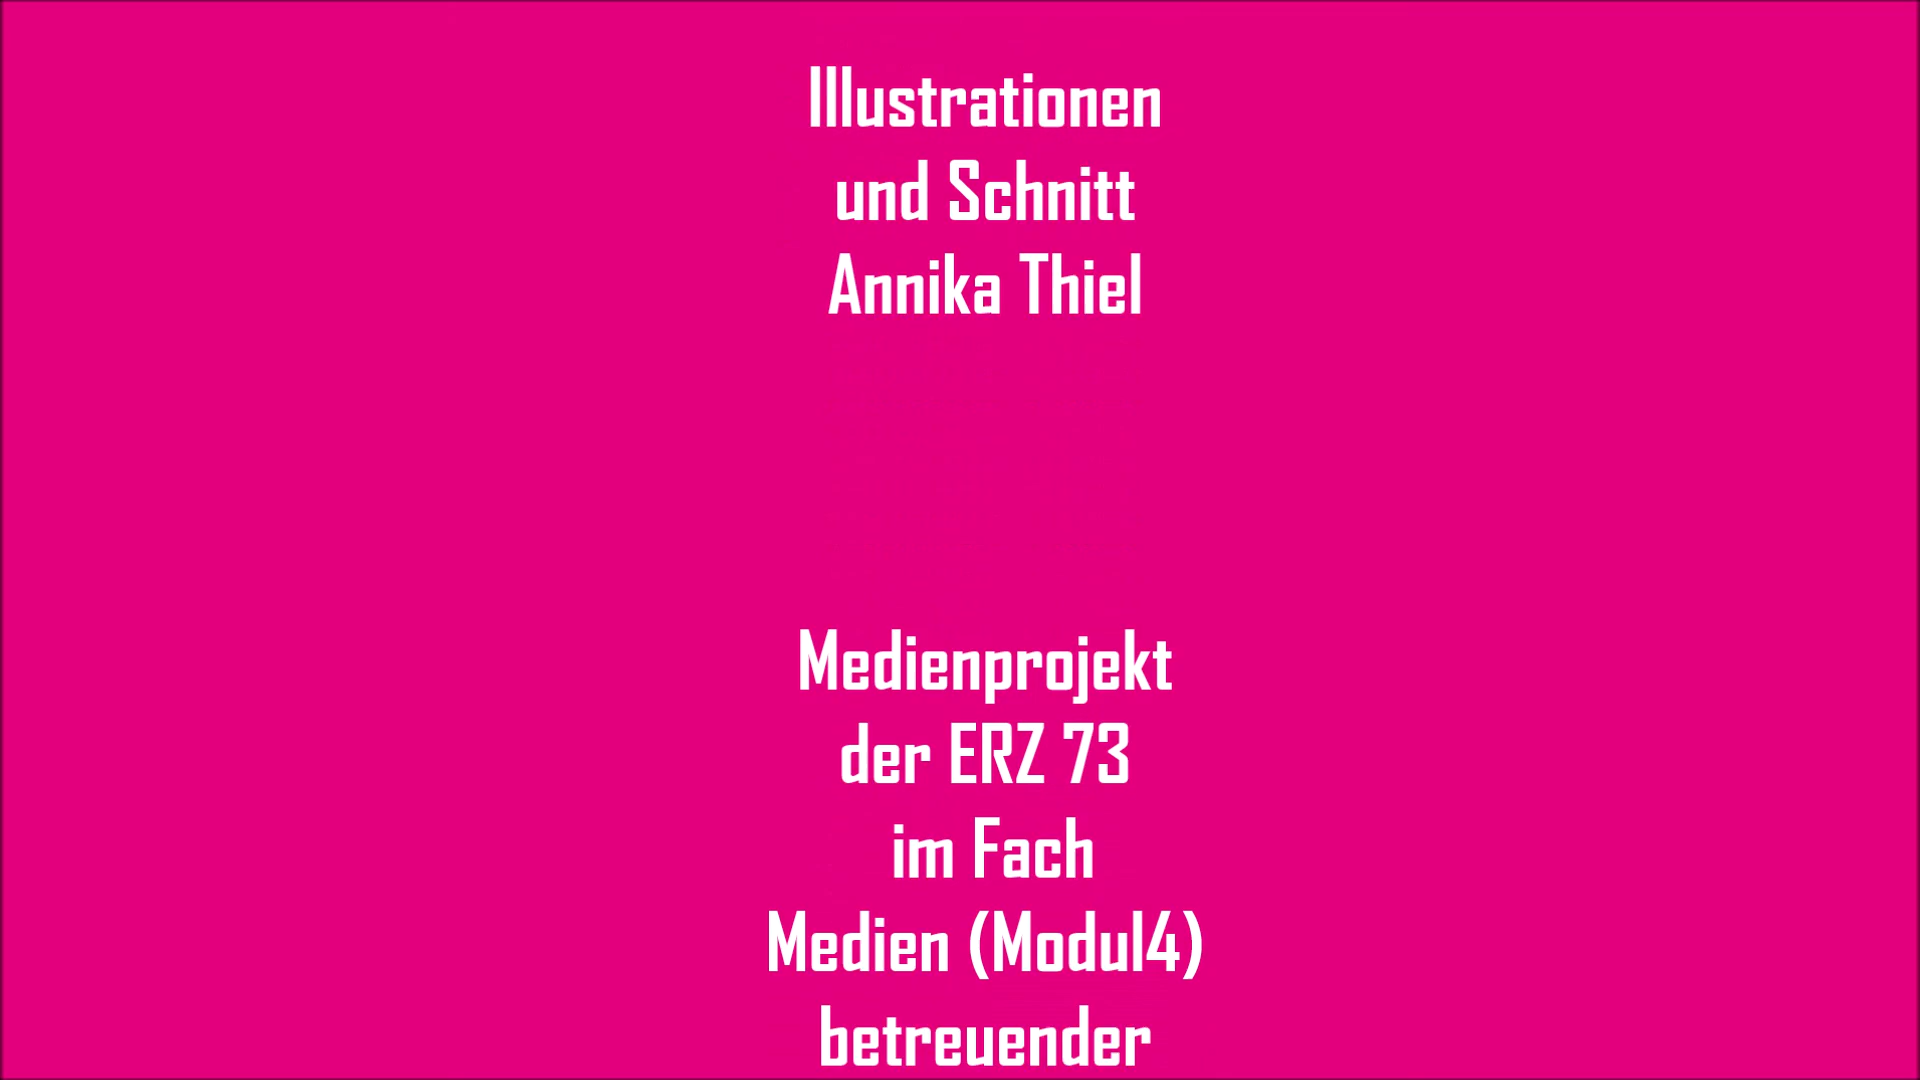 Illustrationen
und Schnitt
Annika Thiel
Medienprojekt
der ERZ 73
im Fach
Medien (Modul4)
betreuender